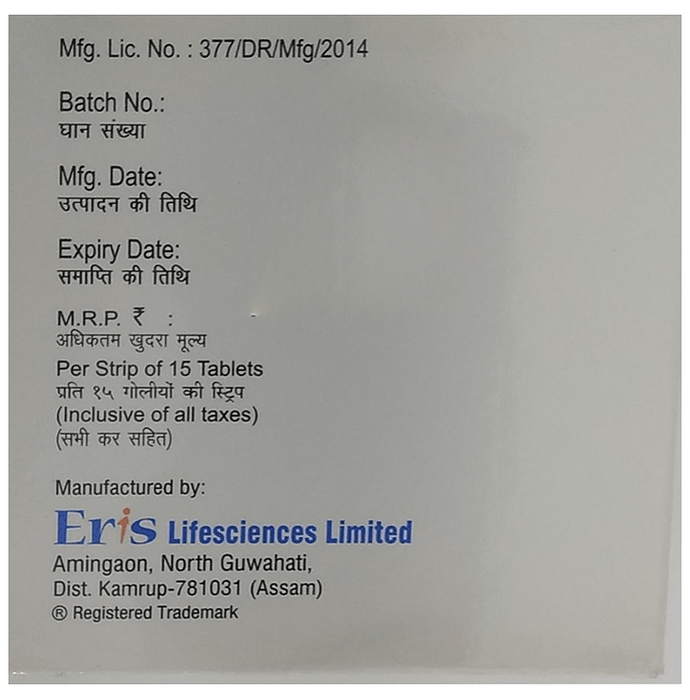 Mfg. Lic. No. : 377/DR/Mfg/2014
Batch No.:
घान संख्या
Mfg. Date:
उत्पादन की तिथि
Expiry Date:
समाप्ति की तिथि
M.R.P. ₹ :
अधिकतम खुदरा मूल्य
Per Strip of 15 Tablets
प्रति १५ गोलीयों की स्ट्रिप
(Inclusive of all taxes)
(सभी कर सहित)
Manufactured by:
Eris Lifesciences Limited
Amingaon, North Guwahati,
Dist. Kamrup-781031 (Assam)
® Registered Trademark